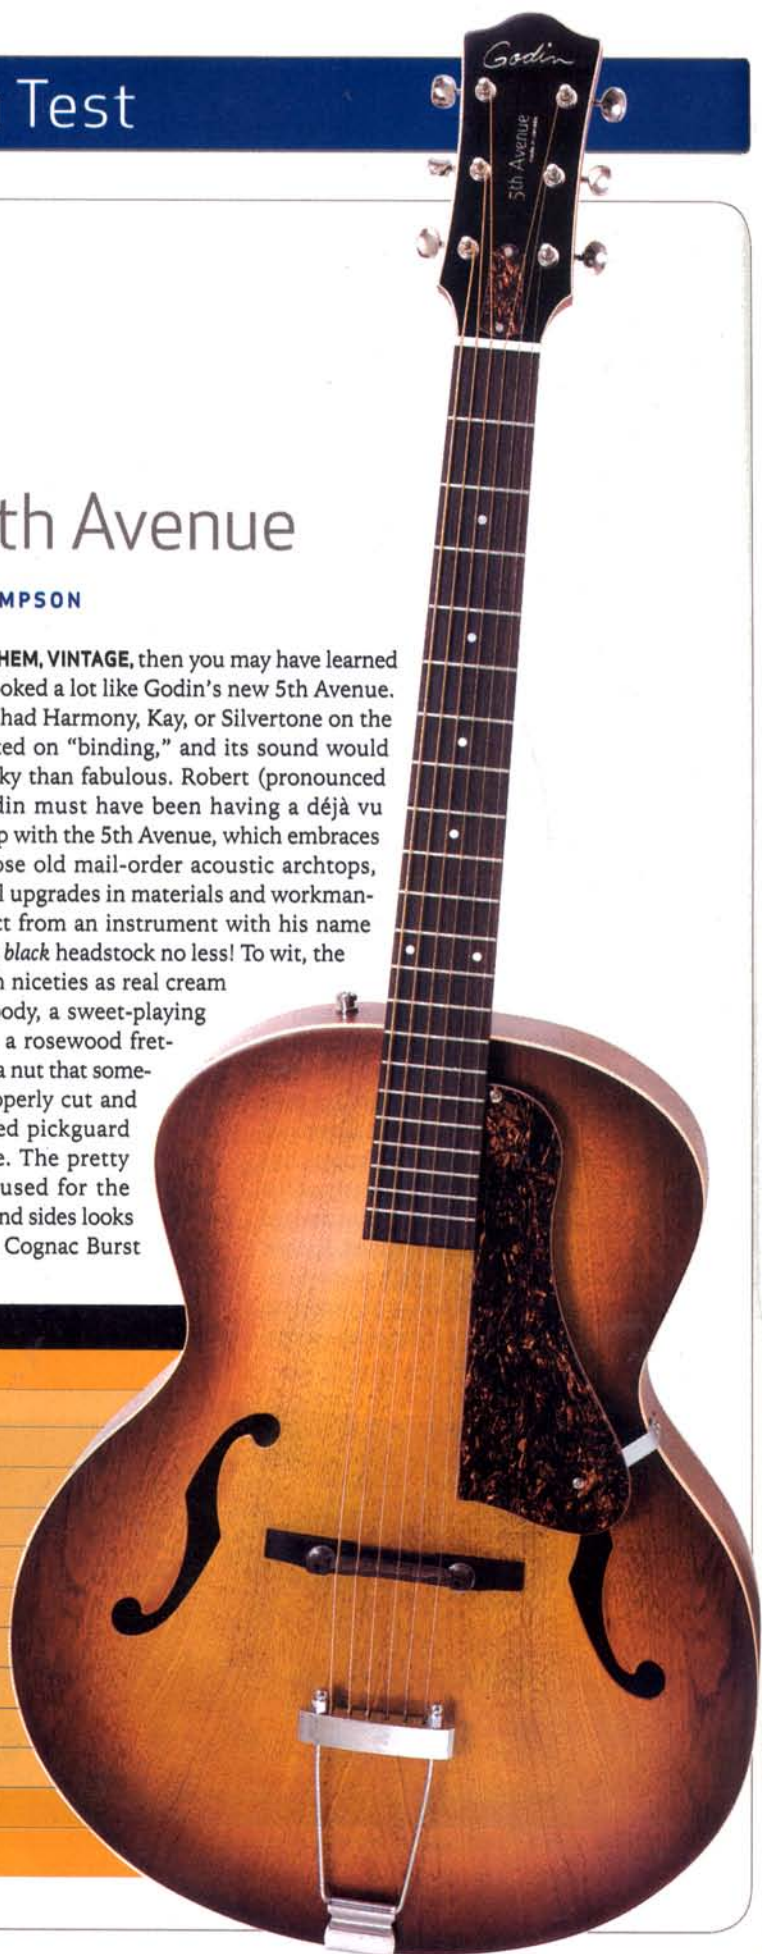 Test
Godin
5th Avenue
th Avenue
MPSON
HEM, VINTAGE, then you may have learned
oked a lot like Godin's new 5th Avenue.
had Harmony, Kay, or Silvertone on the
ed on "binding," and its sound would
ky than fabulous. Robert (pronounced
din must have been having a déjà vu
p with the 5th Avenue, which embraces
ose old mail-order acoustic archtops,
l upgrades in materials and workman-
ct from an instrument with his name
black headstock no less! To wit, the
h niceties as real cream
ody, a sweet-playing
a rosewood fret-
a nut that some-
operly cut and
ed pickguard
e. The pretty
used for the
nd sides looks
Cognac Burst